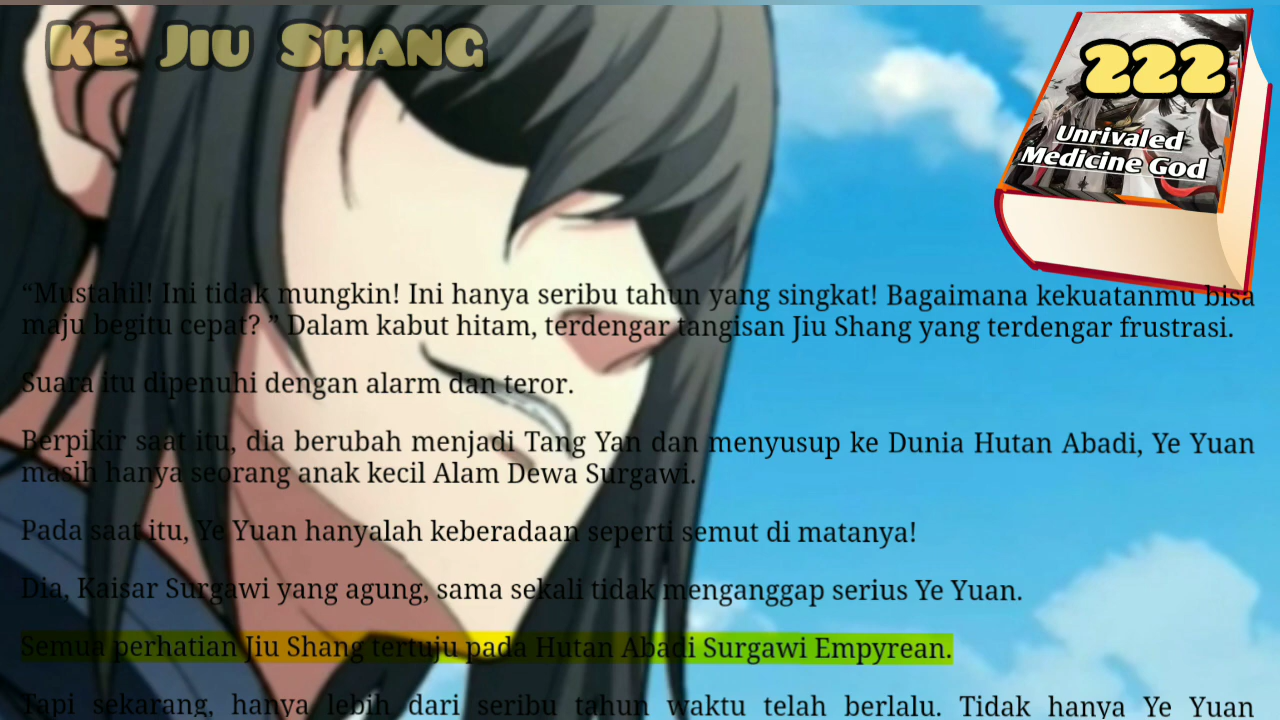 Ke Jiu Shang
222
Unrivaled
Medicine God
“Mustahil! Ini tidak mungkin! Ini hanya seribu tahun yang singkat! Bagaimana kekuatanmu bisa
maju begitu cepat? ” Dalam kabut hitam, terdengar tangisan Jiu Shang yang terdengar frustrasi.
Suara itu dipenuhi dengan alarm dan teror.
Berpikir saat itu, dia berubah menjadi Tang Yan dan menyusup ke Dunia Hutan Abadi, Ye Yuan
masih hanya seorang anak kecil Alam Dewa Surgawi.
Pada saat itu, Ye Yuan hanyalah keberadaan seperti semut di matanya!
Dia, Kaisar Surgawi yang agung, sama sekali tidak menganggap serius Ye Yuan.
Semua perhatian Jiu Shang tertuju pada Hutan Abadi Surgawi Empyrean.
Tapi sekarang, hanya lebih dari seribu tahun waktu telah berlalu. Tidak hanya Ye Yuan